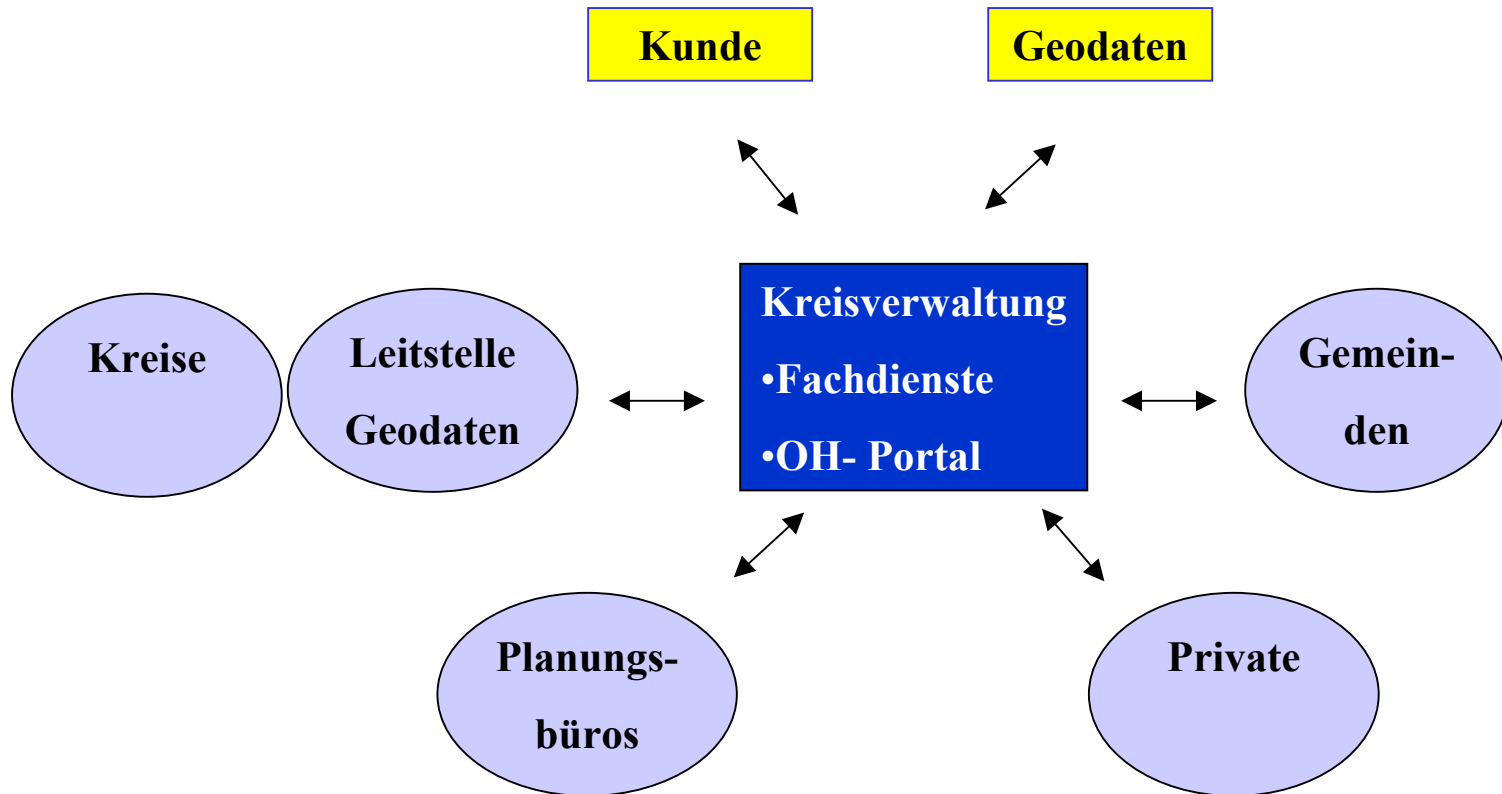 Kunde
Geodaten
Kreisverwaltung
•Fachdienste
•OH- Portal
Kreise
Leitstelle
Geodaten
Gemein-
den
Planungs-
büros
Private